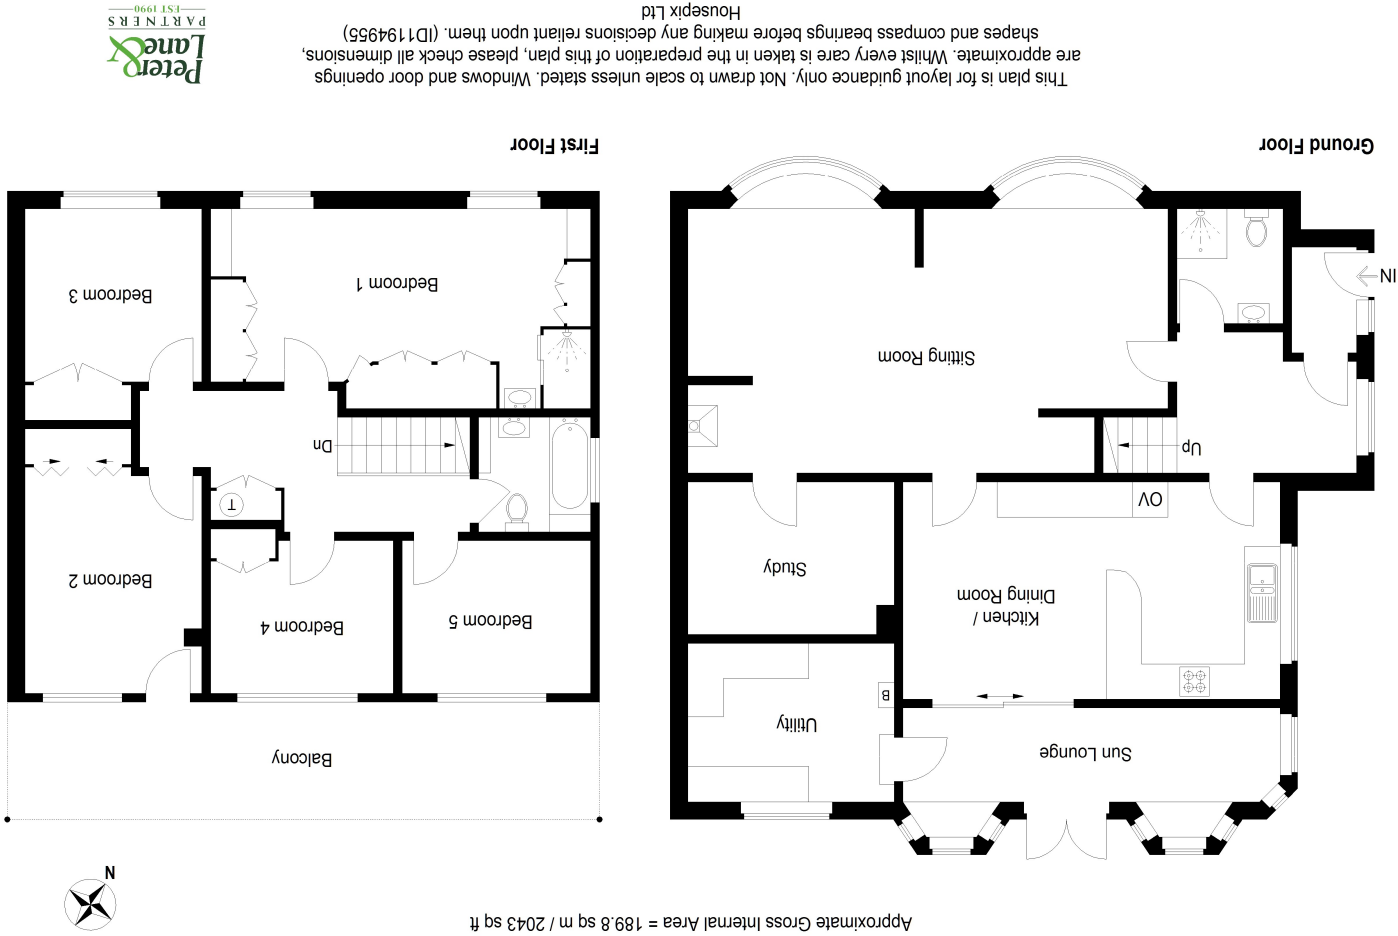 Approximate Gross Internal Area = 189.8 sq m / 2043 sq ft
N
Sun Lounge
Utility
B
Kitchen /
Dining Room
Study
OV
Up
Sitting Room
IN
Ground Floor
Balcony
Bedroom 5
Bedroom 4
Bedroom 2
T
Dn
Bedroom 1
Bedroom 3
First Floor
This plan is for layout guidance only. Not drawn to scale unless stated. Windows and door openings
are approximate. Whilst every care is taken in the preparation of this plan, please check all dimensions,
shapes and compass bearings before making any decisions reliant upon them. (ID1194955)
Housepix Ltd
Peter
Lane &
PARTNERS
EST 1990